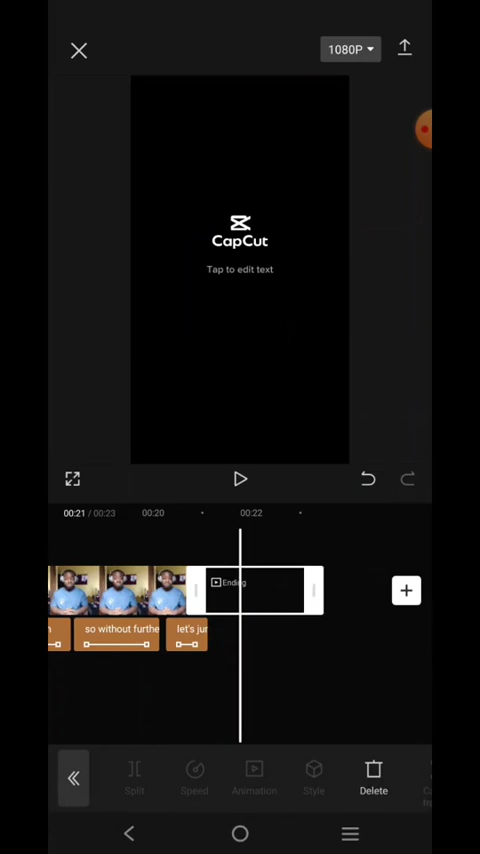 1080P
CapCut
Tap to edit text
00:21 / 00:23 00:20 00:22
Ending
so without furthe
let's jur
Split Speed Animation Style Delete